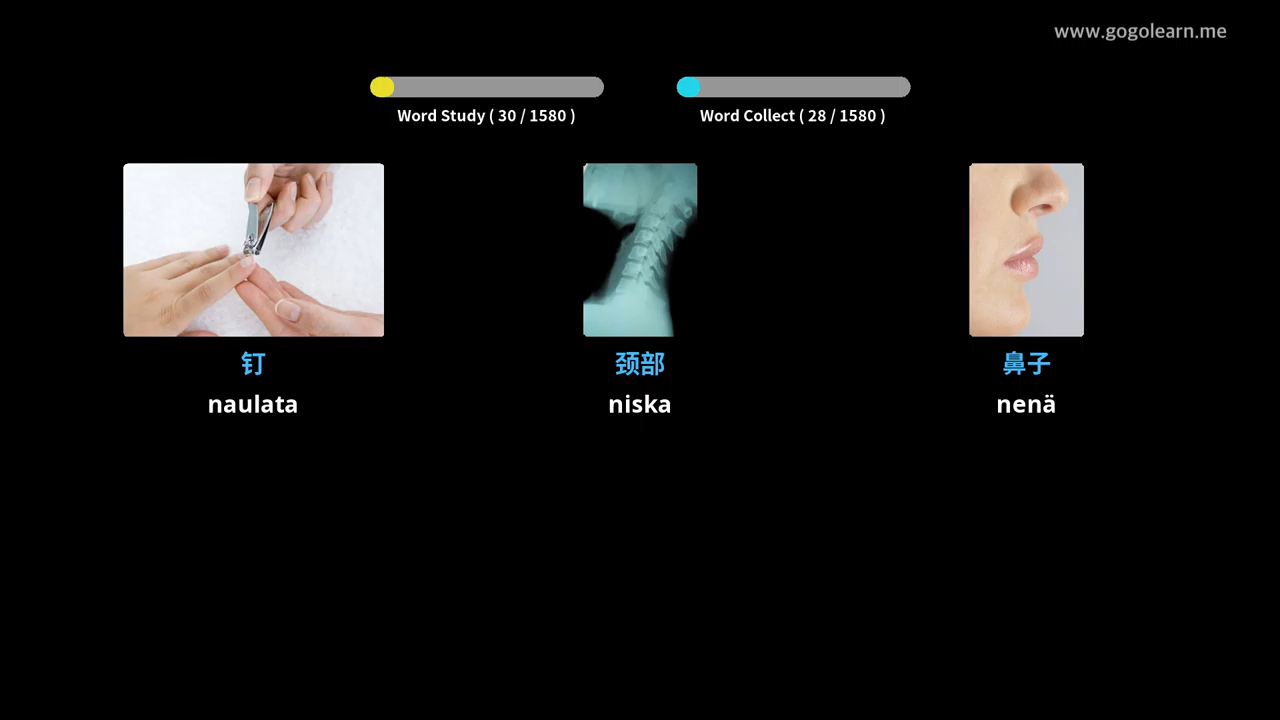 www.gogolearn.me
Word Study ( 30 / 1580 )
Word Collect ( 28 / 1580 )
钉
颈部
鼻子
naulata
niska
nenä